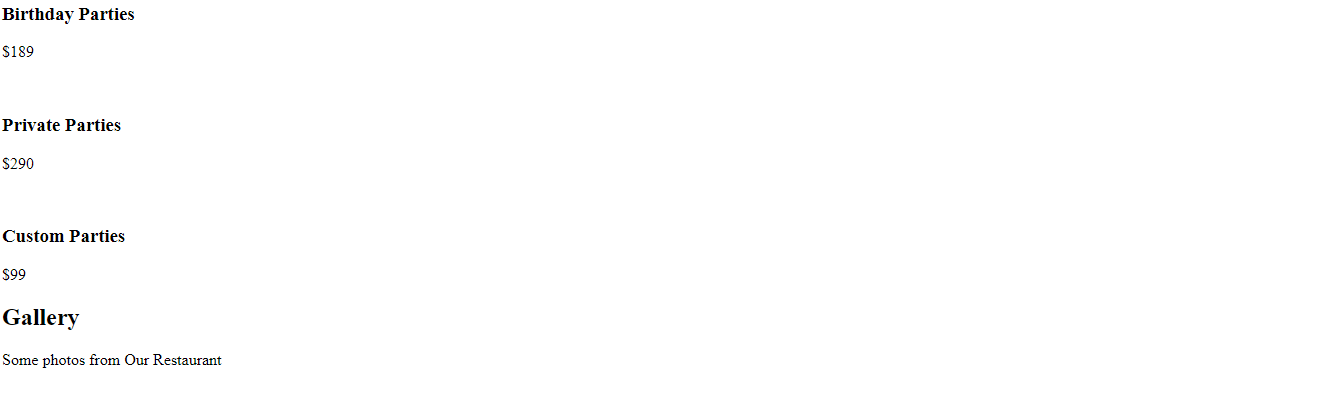 Birthday Parties
$189
Private Parties
$290
Custom Parties
$99
Gallery
Some photos from Our Restaurant